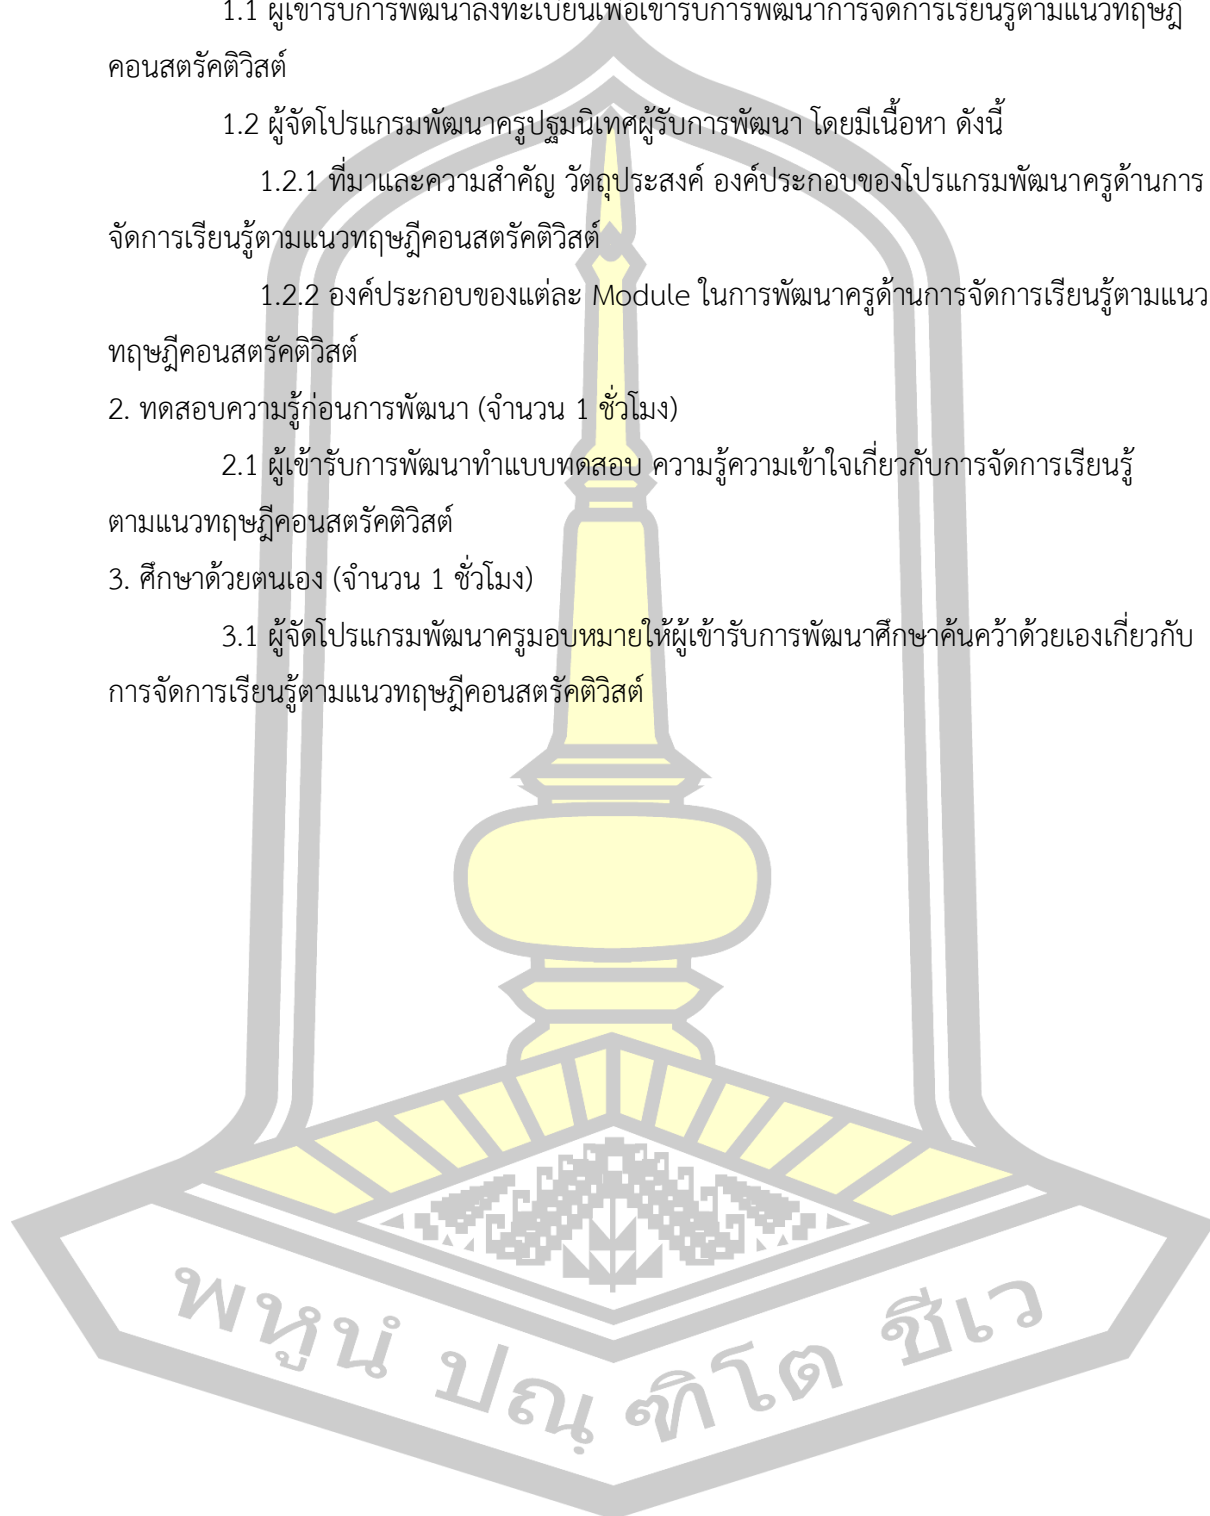 1.1 ผู้เข้ารับการพัฒนาลงทะเบียนเพื่อเข้ารับการพัฒนาการจัดการเรียนรู้ตามแนวทฤษฎี
คอนสตรัคติวิสต์
1.2 ผู้จัดโปรแกรมพัฒนาครูปฐมนิเทศผู้รับการพัฒนา โดยมีเนื้อหา ดังนี้
1.2.1 ที่มาและความสำคัญ วัตถุประสงค์ องค์ประกอบของโปรแกรมพัฒนาครูด้านการ
จัดการเรียนรู้ตามแนวทฤษฎีคอนสตรัคติวิสต์
1.2.2 องค์ประกอบของแต่ละ Module ในการพัฒนาครูด้านการจัดการเรียนรู้ตามแนว
ทฤษฎีคอนสตรัคติวิสต์
2. ทดสอบความรู้ก่อนการพัฒนา (จำนวน 1 ชั่วโมง)
2.1 ผู้เข้ารับการพัฒนาทำแบบทดสอบ ความรู้ความเข้าใจเกี่ยวกับการจัดการเรียนรู้
ตามแนวทฤษฎีคอนสตรัคติวิสต์
3. ศึกษาด้วยตนเอง (จำนวน 1 ชั่วโมง)
3.1 ผู้จัดโปรแกรมพัฒนาครูมอบหมายให้ผู้เข้ารับการพัฒนาศึกษาค้นคว้าด้วยเองเกี่ยวกับ
การจัดการเรียนรู้ตามแนวทฤษฎีคอนสตรัคติวิสต์
พหูนํ ปณฺ ฑิโต ชีเว